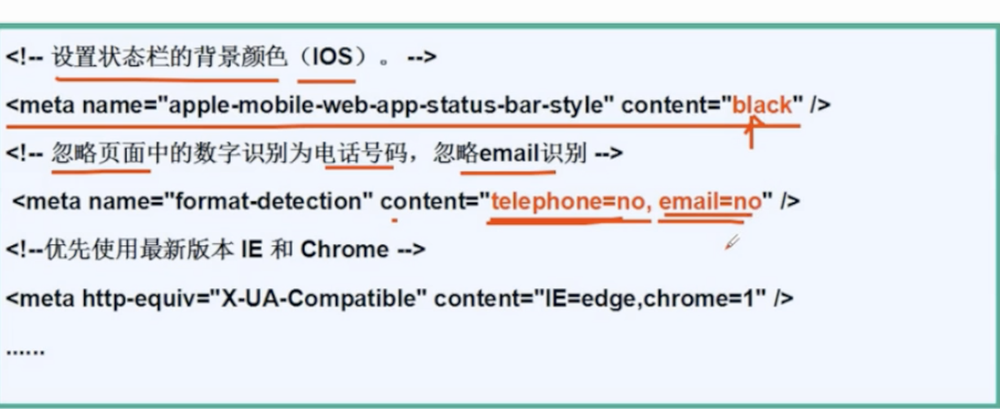 <!-- 设置状态栏的背景颜色（IOS）。 -->
<meta name="apple-mobile-web-app-status-bar-style" content="black" />
<!-- 忽略页面中的数字识别为电话号码，忽略email识别 -->
<meta name="format-detection" content="telephone=no, email=no" />
<!--优先使用最新版本 IE 和 Chrome -->
<meta http-equiv="X-UA-Compatible" content="IE=edge,chrome=1" />
......